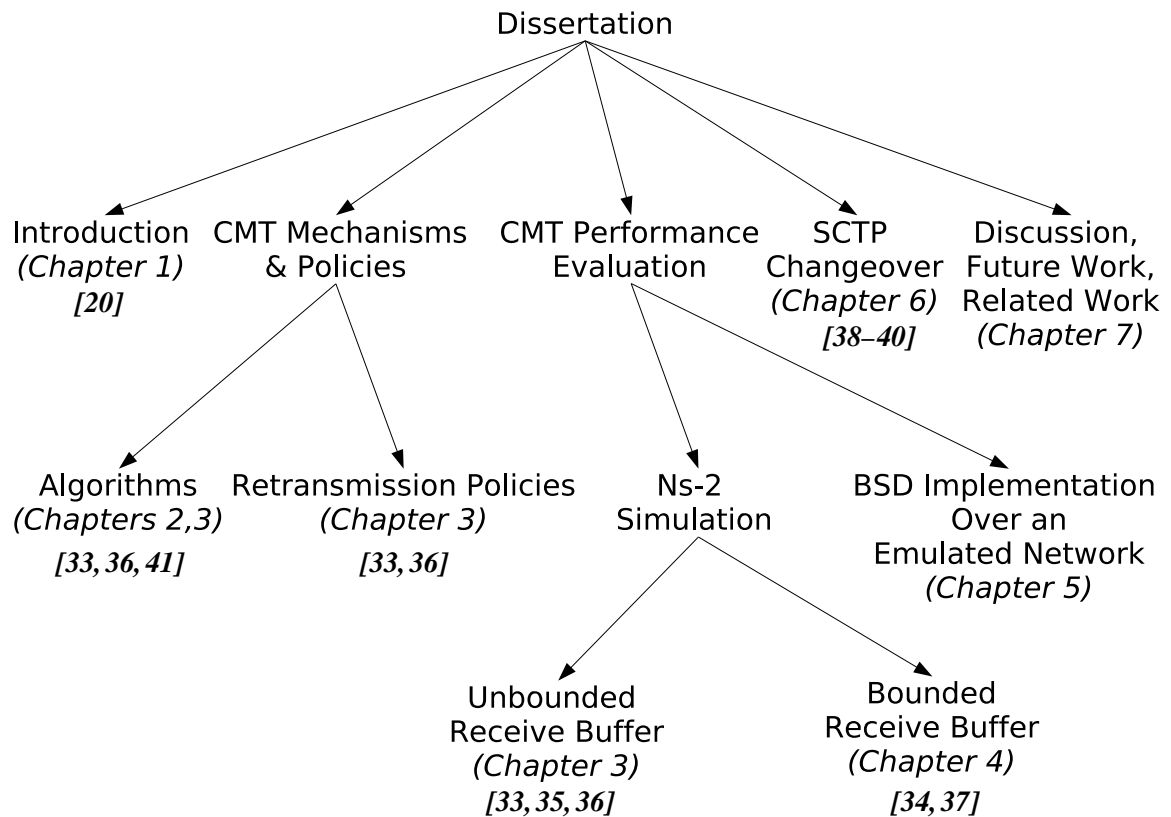 Dissertation
Introduction
(Chapter 1)
[20]
CMT Mechanisms
& Policies
CMT Performance
Evaluation
SCTP
Changeover
(Chapter 6)
[38–40]
Discussion,
Future Work,
Related Work
(Chapter 7)
Algorithms
(Chapters 2,3)
[33, 36, 41]
Retransmission Policies
(Chapter 3)
[33, 36]
Ns-2
Simulation
BSD Implementation
Over an
Emulated Network
(Chapter 5)
Unbounded
Receive Buffer
(Chapter 3)
[33, 35, 36]
Bounded
Receive Buffer
(Chapter 4)
[34, 37]